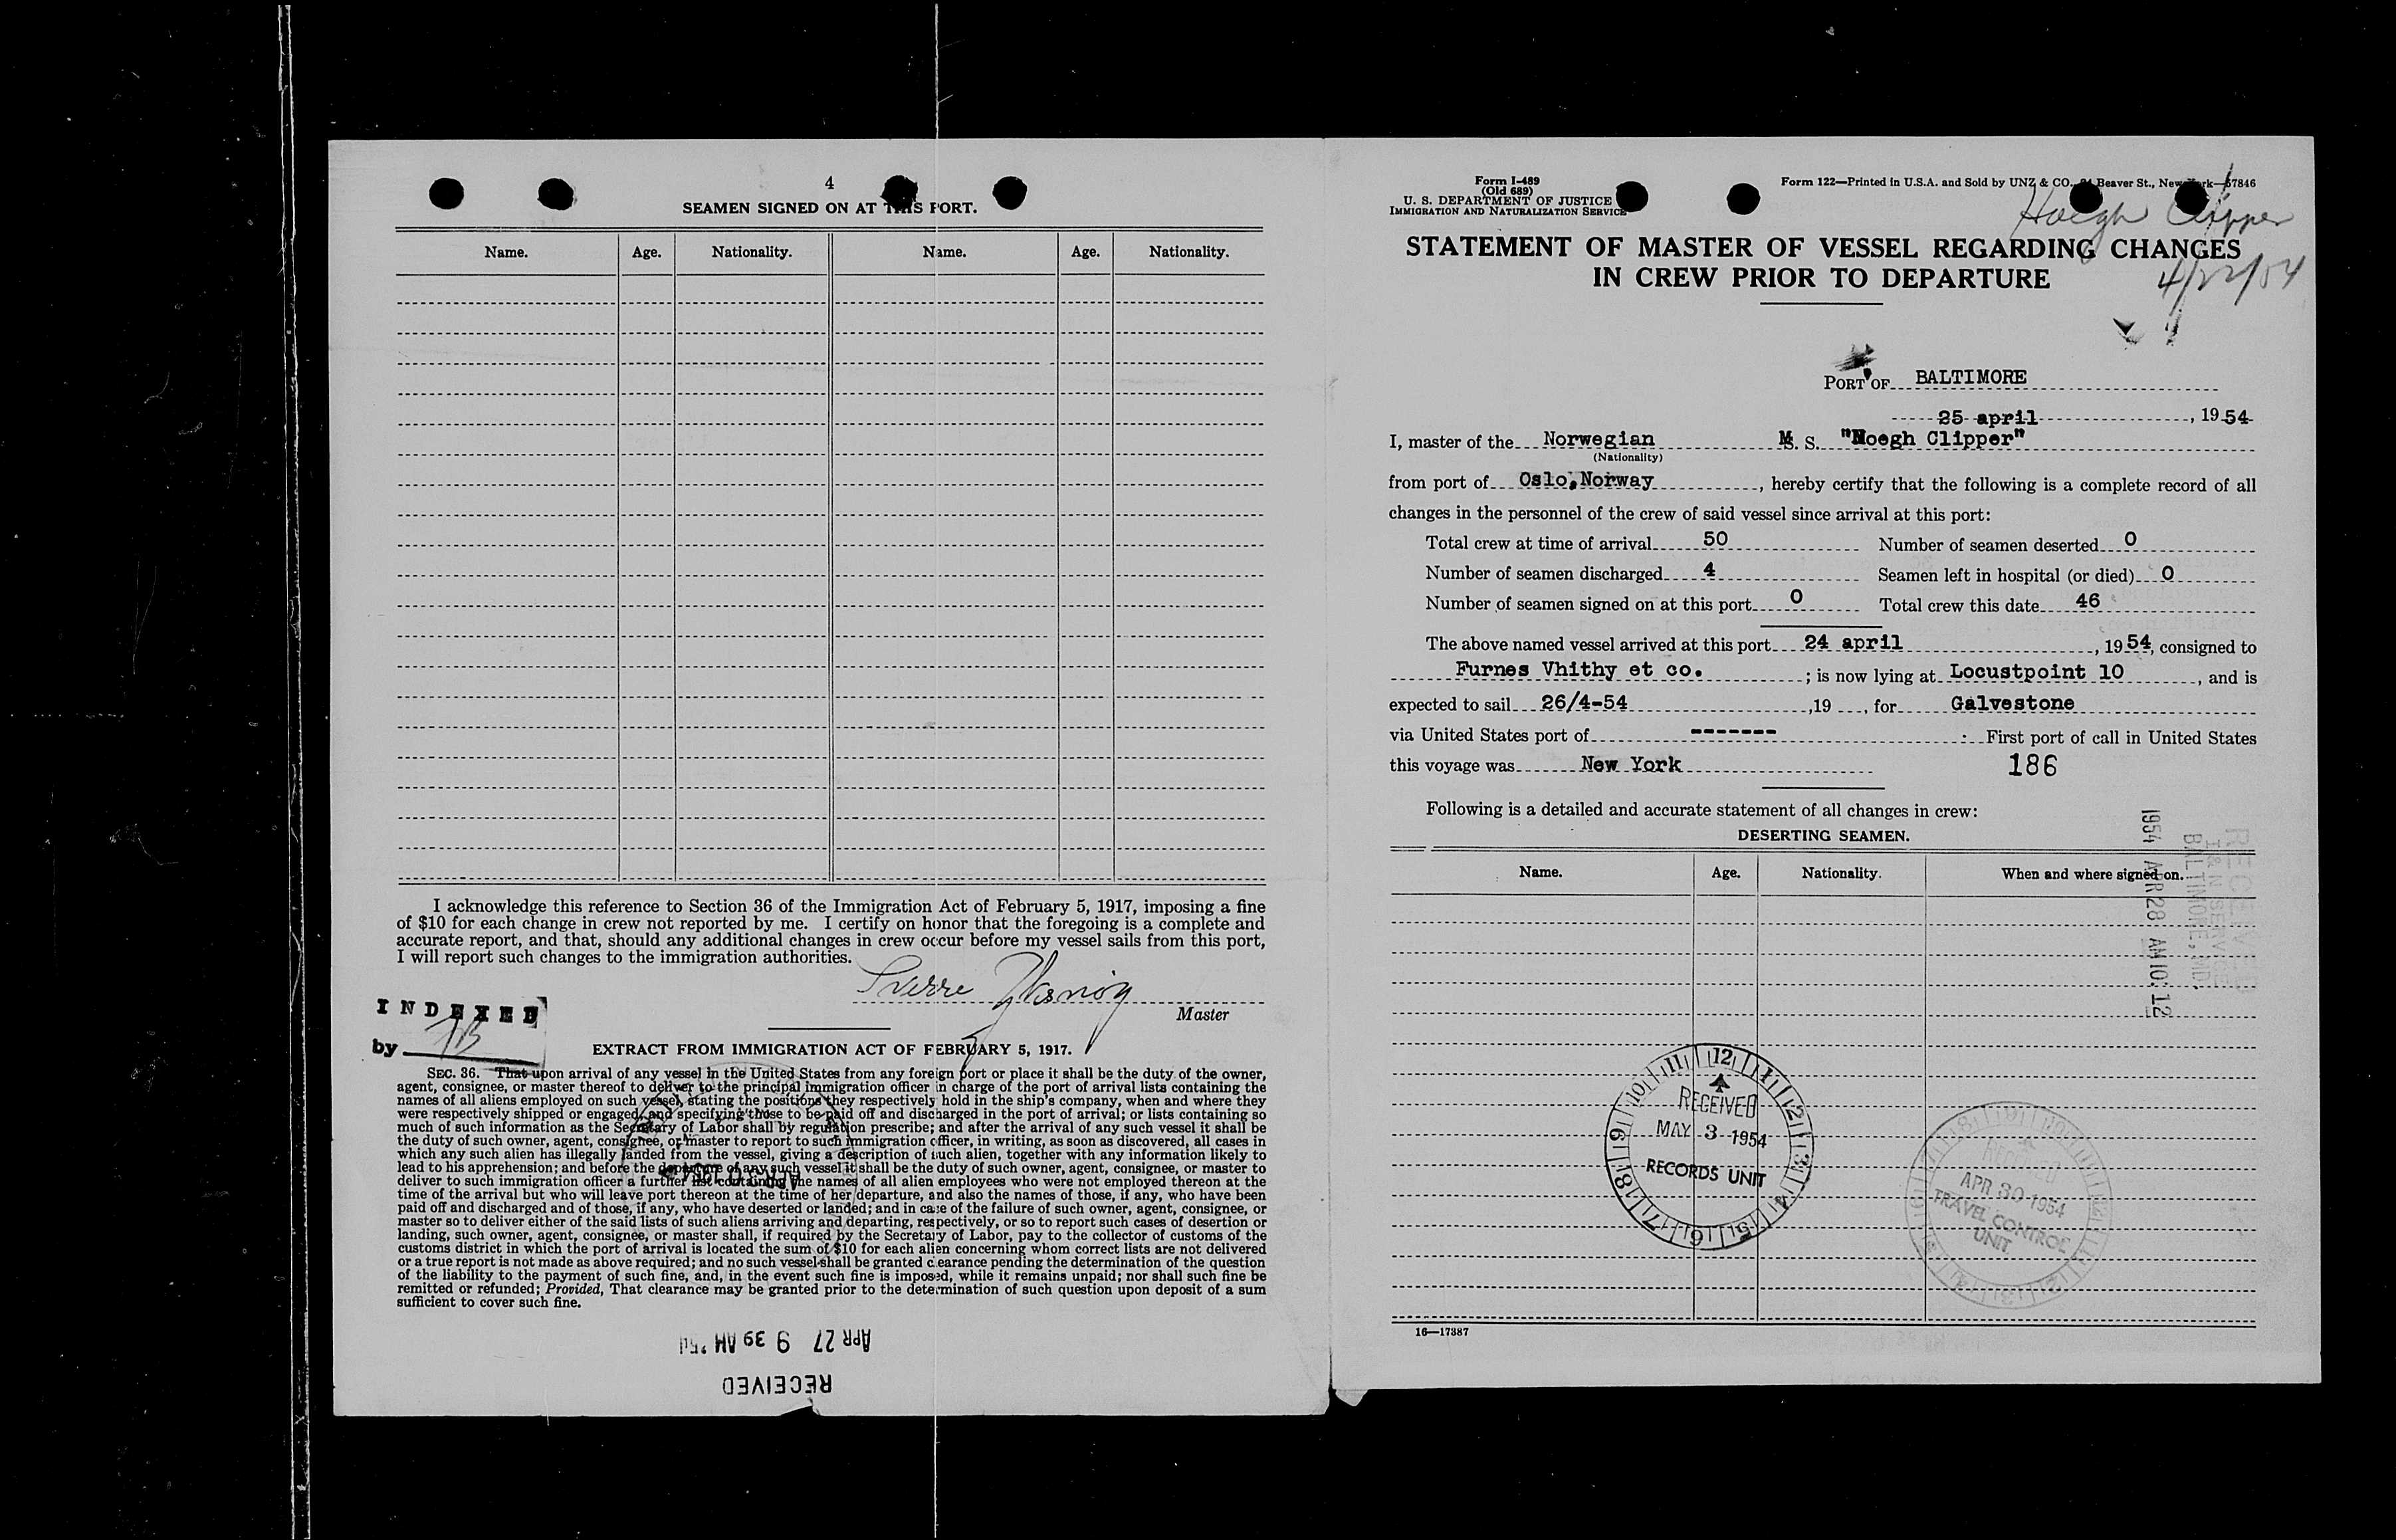 4
SEAMEN SIGNED ON AT THIS PORT.
Name. Age. Nationality. Name. Age. Nationality.
I acknowledge this reference to Section 36 of the Immigration Act of February 5, 1917, imposing a fine
of $10 for each change in crew not reported by me. I certify on honor that the foregoing is a complete and
accurate report, and that, should any additional changes in crew occur before my vessel sails from this port,
I will report such changes to the immigration authorities.
Sverre
Master
INDEXED
by
EXTRACT FROM IMMIGRATION ACT OF FEBRUARY 5, 1917.
SEC. 36. That upon arrival of any vessel in the United States from any foreign port or place it shall be the duty of the owner,
agent, consignee, or master thereof to deliver to the principal immigration officer in charge of the port of arrival lists containing the
names of all aliens employed on such vessel, stating the positions they respectively hold in the ship's company, when and where they
were respectively shipped or engaged, and specifying those to be paid off and discharged in the port of arrival; or lists containing so
much of such information as the Secretary of Labor shall by regulation prescribe; and after the arrival of any such vessel it shall be
the duty of such owner, agent, consignee, or master to report to such immigration officer, in writing, as soon as discovered, all cases in
which any such alien has illegally landed from the vessel, giving a description of such alien, together with any information likely to
lead to his apprehension; and before the departure of any such vessel it shall be the duty of such owner, agent, consignee, or master to
deliver to such immigration officer a further list containing the names of all alien employees who were not employed thereon at the
time of the arrival but who will leave port thereon at the time of her departure, and also the names of those, if any, who have been
paid off and discharged and of those, if any, who have deserted or landed; and in case of the failure of such owner, agent, consignee, or
master so to deliver either of the said lists of such aliens arriving and departing, respectively, or so to report such cases of desertion or
landing, such owner, agent, consignee, or master shall, if required by the Secretary of Labor, pay to the collector of customs of the
customs district in which the port of arrival is located the sum of $10 for each alien concerning whom correct lists are not delivered
or a true report is not made as above required; and no such vessel shall be granted clearance pending the determination of the question
of the liability to the payment of such fine, and, in the event such fine is imposed, while it remains unpaid; nor shall such fine be
remitted or refunded; Provided, That clearance may be granted prior to the determination of such question upon deposit of a sum
sufficient to cover such fine.
APR 27 9 39 AM '54
RECEIVED
Form I-489
(Old 689)
U. S. DEPARTMENT OF JUSTICE
IMMIGRATION AND NATURALIZATION SERVICE
Form 122—Printed in U.S.A. and Sold by UNZ & CO., Beaver St., New York—57846
Hoegh Clipper
STATEMENT OF MASTER OF VESSEL REGARDING CHANGES
IN CREW PRIOR TO DEPARTURE
4/22/54
PORT OF BALTIMORE
25 april, 1954
I, master of the Norwegian M. S. "Hoegh Clipper"
(Nationality)
from port of Oslo, Norway, hereby certify that the following is a complete record of all
changes in the personnel of the crew of said vessel since arrival at this port:
Total crew at time of arrival 50 Number of seamen deserted 0
Number of seamen discharged 4 Seamen left in hospital (or died) 0
Number of seamen signed on at this port 0 Total crew this date 46
The above named vessel arrived at this port 24 april, 1954, consigned to
Furnes Vhithy et co.; is now lying at Locustpoint 10, and is
expected to sail 26/4-54, 19, for Galvestone
via United States port of -------. First port of call in United States
this voyage was New York
186
Following is a detailed and accurate statement of all changes in crew:
DESERTING SEAMEN.
Name. Age. Nationality. When and where signed on.
RECEIVED
I & N SERVICE
BALTIMORE, MD.
1954 APR 28 AM 10:12
RECEIVED
MAY 3 1954
RECORDS UNIT
RECEIVED
APR 30 1954
TRAVEL CONTROL
UNIT
16—17387